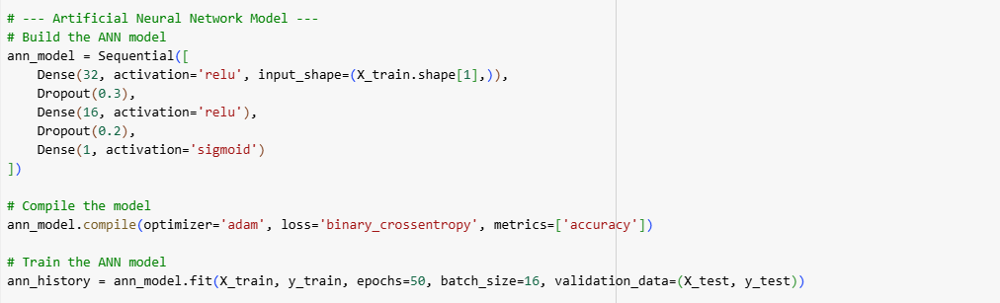 # --- Artificial Neural Network Model ---
# Build the ANN model
ann_model = Sequential([
    Dense(32, activation='relu', input_shape=(X_train.shape[1],)),
    Dropout(0.3),
    Dense(16, activation='relu'),
    Dropout(0.2),
    Dense(1, activation='sigmoid')
])

# Compile the model
ann_model.compile(optimizer='adam', loss='binary_crossentropy', metrics=['accuracy'])

# Train the ANN model
ann_history = ann_model.fit(X_train, y_train, epochs=50, batch_size=16, validation_data=(X_test, y_test))